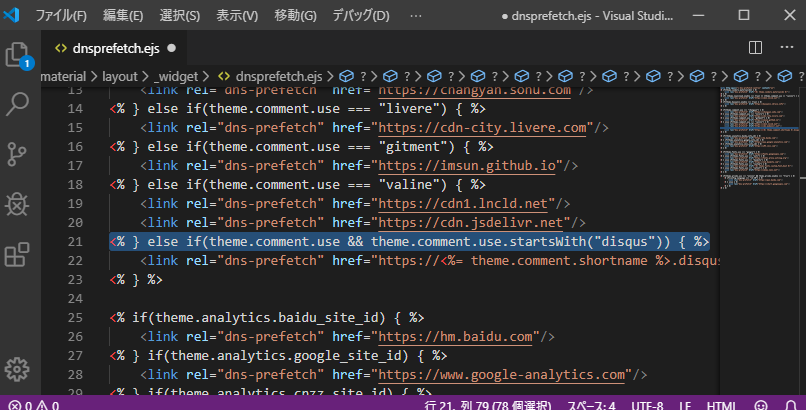 ファイル(F) 編集(E) 選択(S) 表示(V) 移動(G) デバッグ(D) ··· ● dnsprefetch.ejs - Visual Studi...
<> dnsprefetch.ejs ●
material > layout > _widget > <> dnsprefetch.ejs > ? > ? > ? > ? > ? > ? > ? > ? > ? > ? > ?
13 <link rel="dns-prefetch" href="https://changyan.sohu.com"/>
14 <% } else if(theme.comment.use === "livere") { %>
15 <link rel="dns-prefetch" href="https://cdn-city.livere.com"/>
16 <% } else if(theme.comment.use === "gitment") { %>
17 <link rel="dns-prefetch" href="https://imsun.github.io"/>
18 <% } else if(theme.comment.use === "valine") { %>
19 <link rel="dns-prefetch" href="https://cdn1.lncld.net"/>
20 <link rel="dns-prefetch" href="https://cdn.jsdelivr.net"/>
21 <% } else if(theme.comment.use && theme.comment.use.startsWith("disqus")) { %>
22 <link rel="dns-prefetch" href="https://<%= theme.comment.shortname %>.disqus
23 <% } %>
24
25 <% if(theme.analytics.baidu_site_id) { %>
26 <link rel="dns-prefetch" href="https://hm.baidu.com"/>
27 <% } if(theme.analytics.google_site_id) { %>
28 <link rel="dns-prefetch" href="https://www.google-analytics.com"/>
29 <% } if(theme.analytics.cnzz_site_id) { %>
1
0 0 行 21、列 79 (78 個選択) スペース: 4 UTF-8 LF HTML